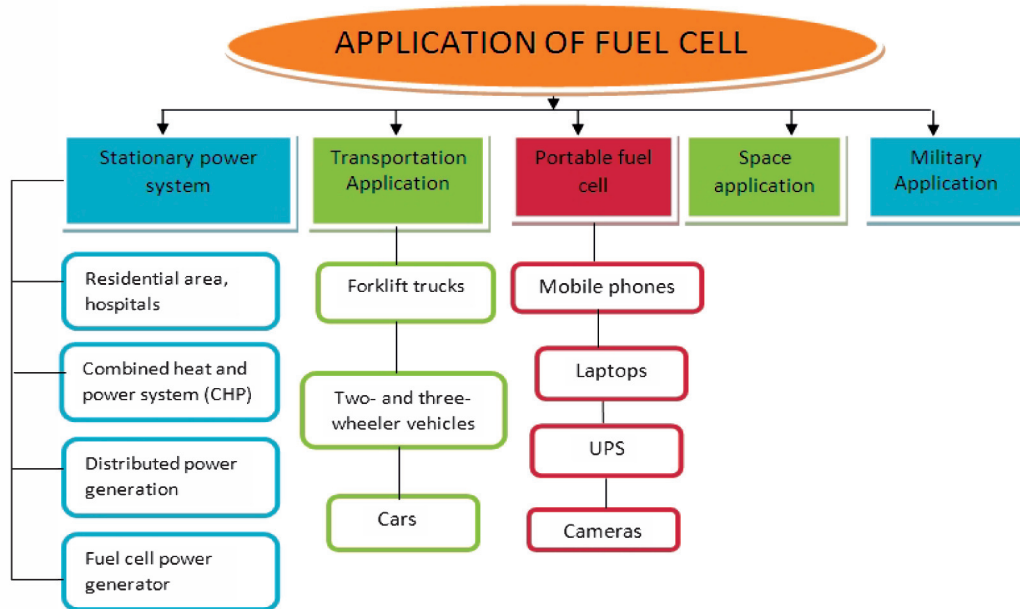 APPLICATION OF FUEL CELL
Stationary power
system
Transportation
Application
Portable fuel
cell
Space
application
Military
Application
Residential area,
hospitals
Combined heat and
power system (CHP)
Distributed power
generation
Fuel cell power
generator
Forklift trucks
Two- and three-
wheeler vehicles
Cars
Mobile phones
Laptops
UPS
Cameras